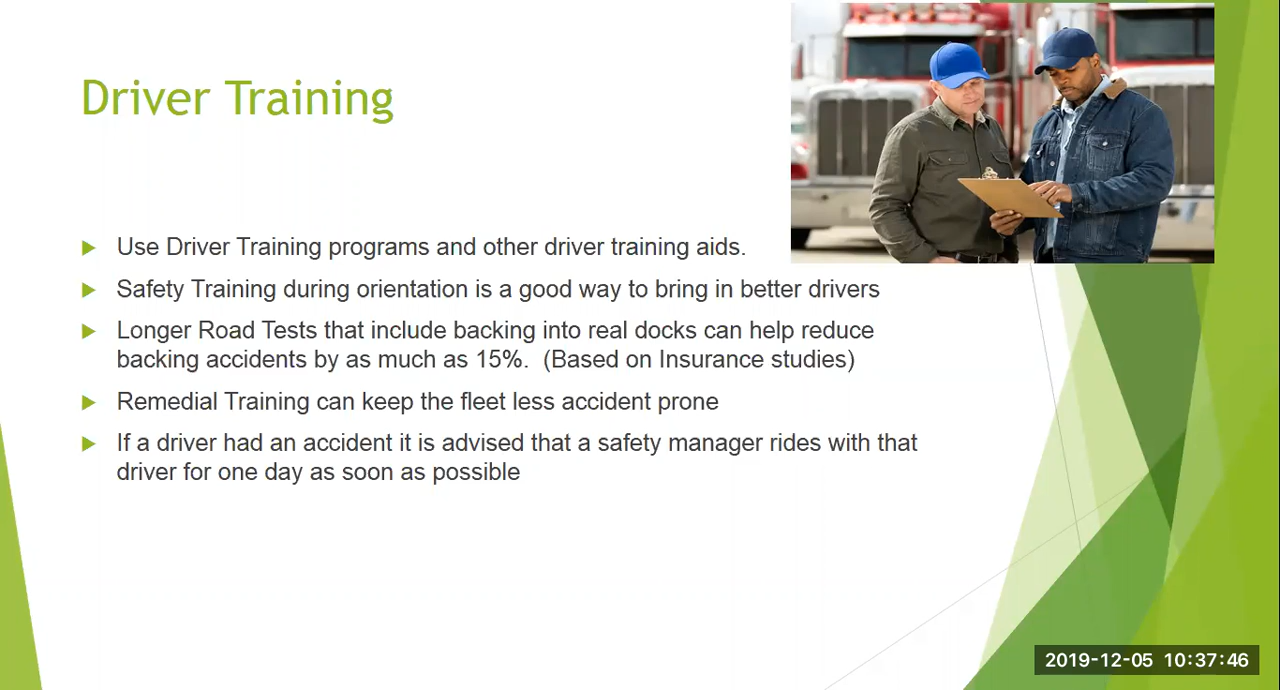 Driver Training
Use Driver Training programs and other driver training aids.
Safety Training during orientation is a good way to bring in better drivers
Longer Road Tests that include backing into real docks can help reduce
backing accidents by as much as 15%.  (Based on Insurance studies)
Remedial Training can keep the fleet less accident prone
If a driver had an accident it is advised that a safety manager rides with that
driver for one day as soon as possible
2019-12-05 10:37:46